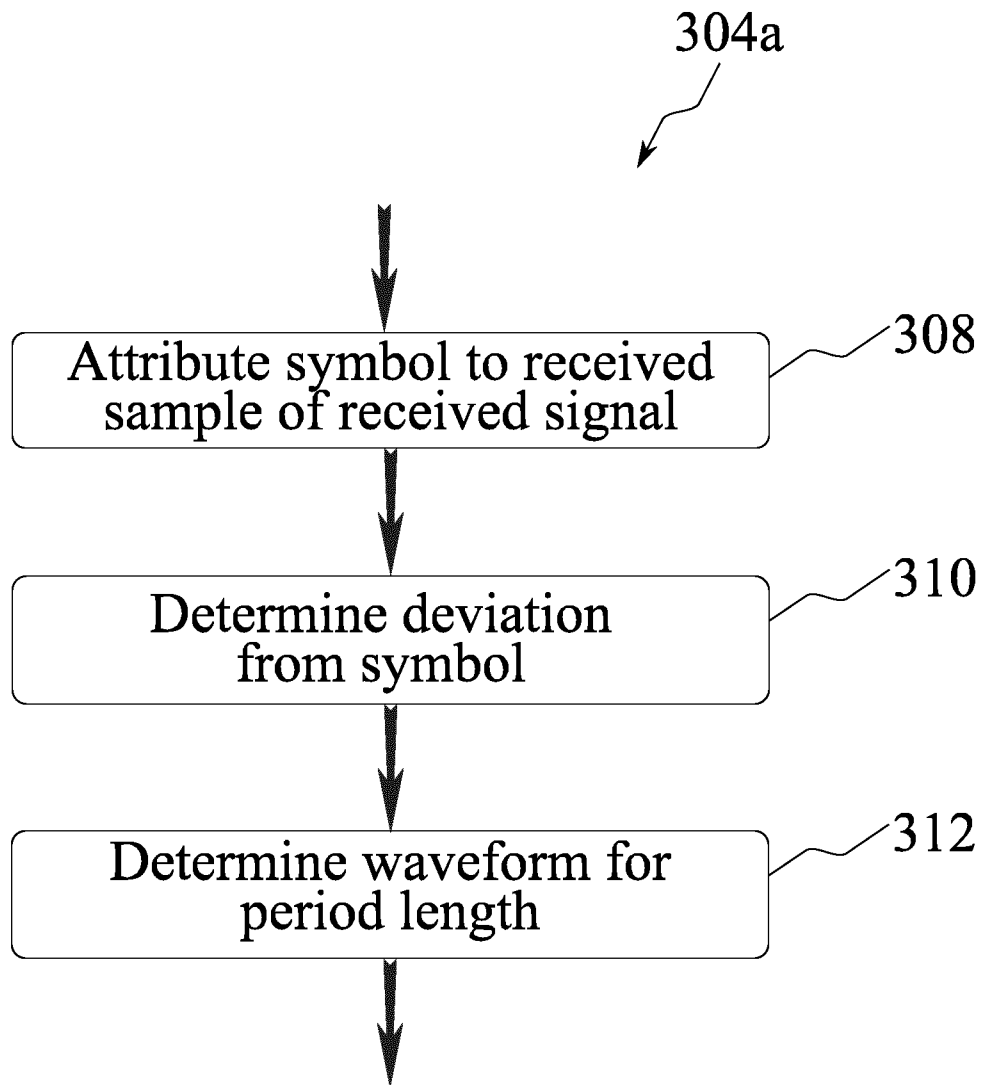 304a
Attribute symbol to received
sample of received signal
308
Determine deviation
from symbol
310
Determine waveform for
period length
312